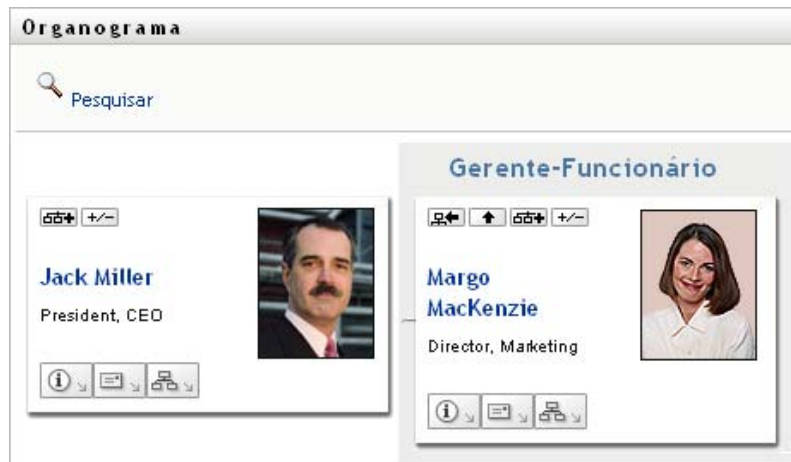 Organograma
Pesquisar
Gerente-Funcionário
+/-
Jack Miller
President, CEO
+/-
Margo
MacKenzie
Director, Marketing